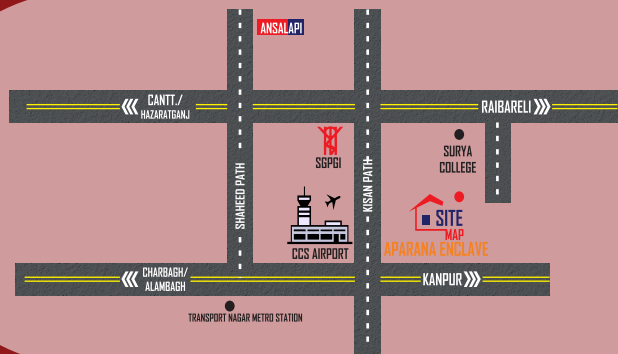 ANSALAPI
CANTT./
HAZARATGANJ
RAIBARELI
SGPGI
SURYA
COLLEGE
SHAHEED PATH
KISAN PATH
SITE
MAP
APARANA ENCLAVE
CCS AIRPORT
CHARBAGH/
ALAMBAGH
KANPUR
TRANSPORT NAGAR METRO STATION